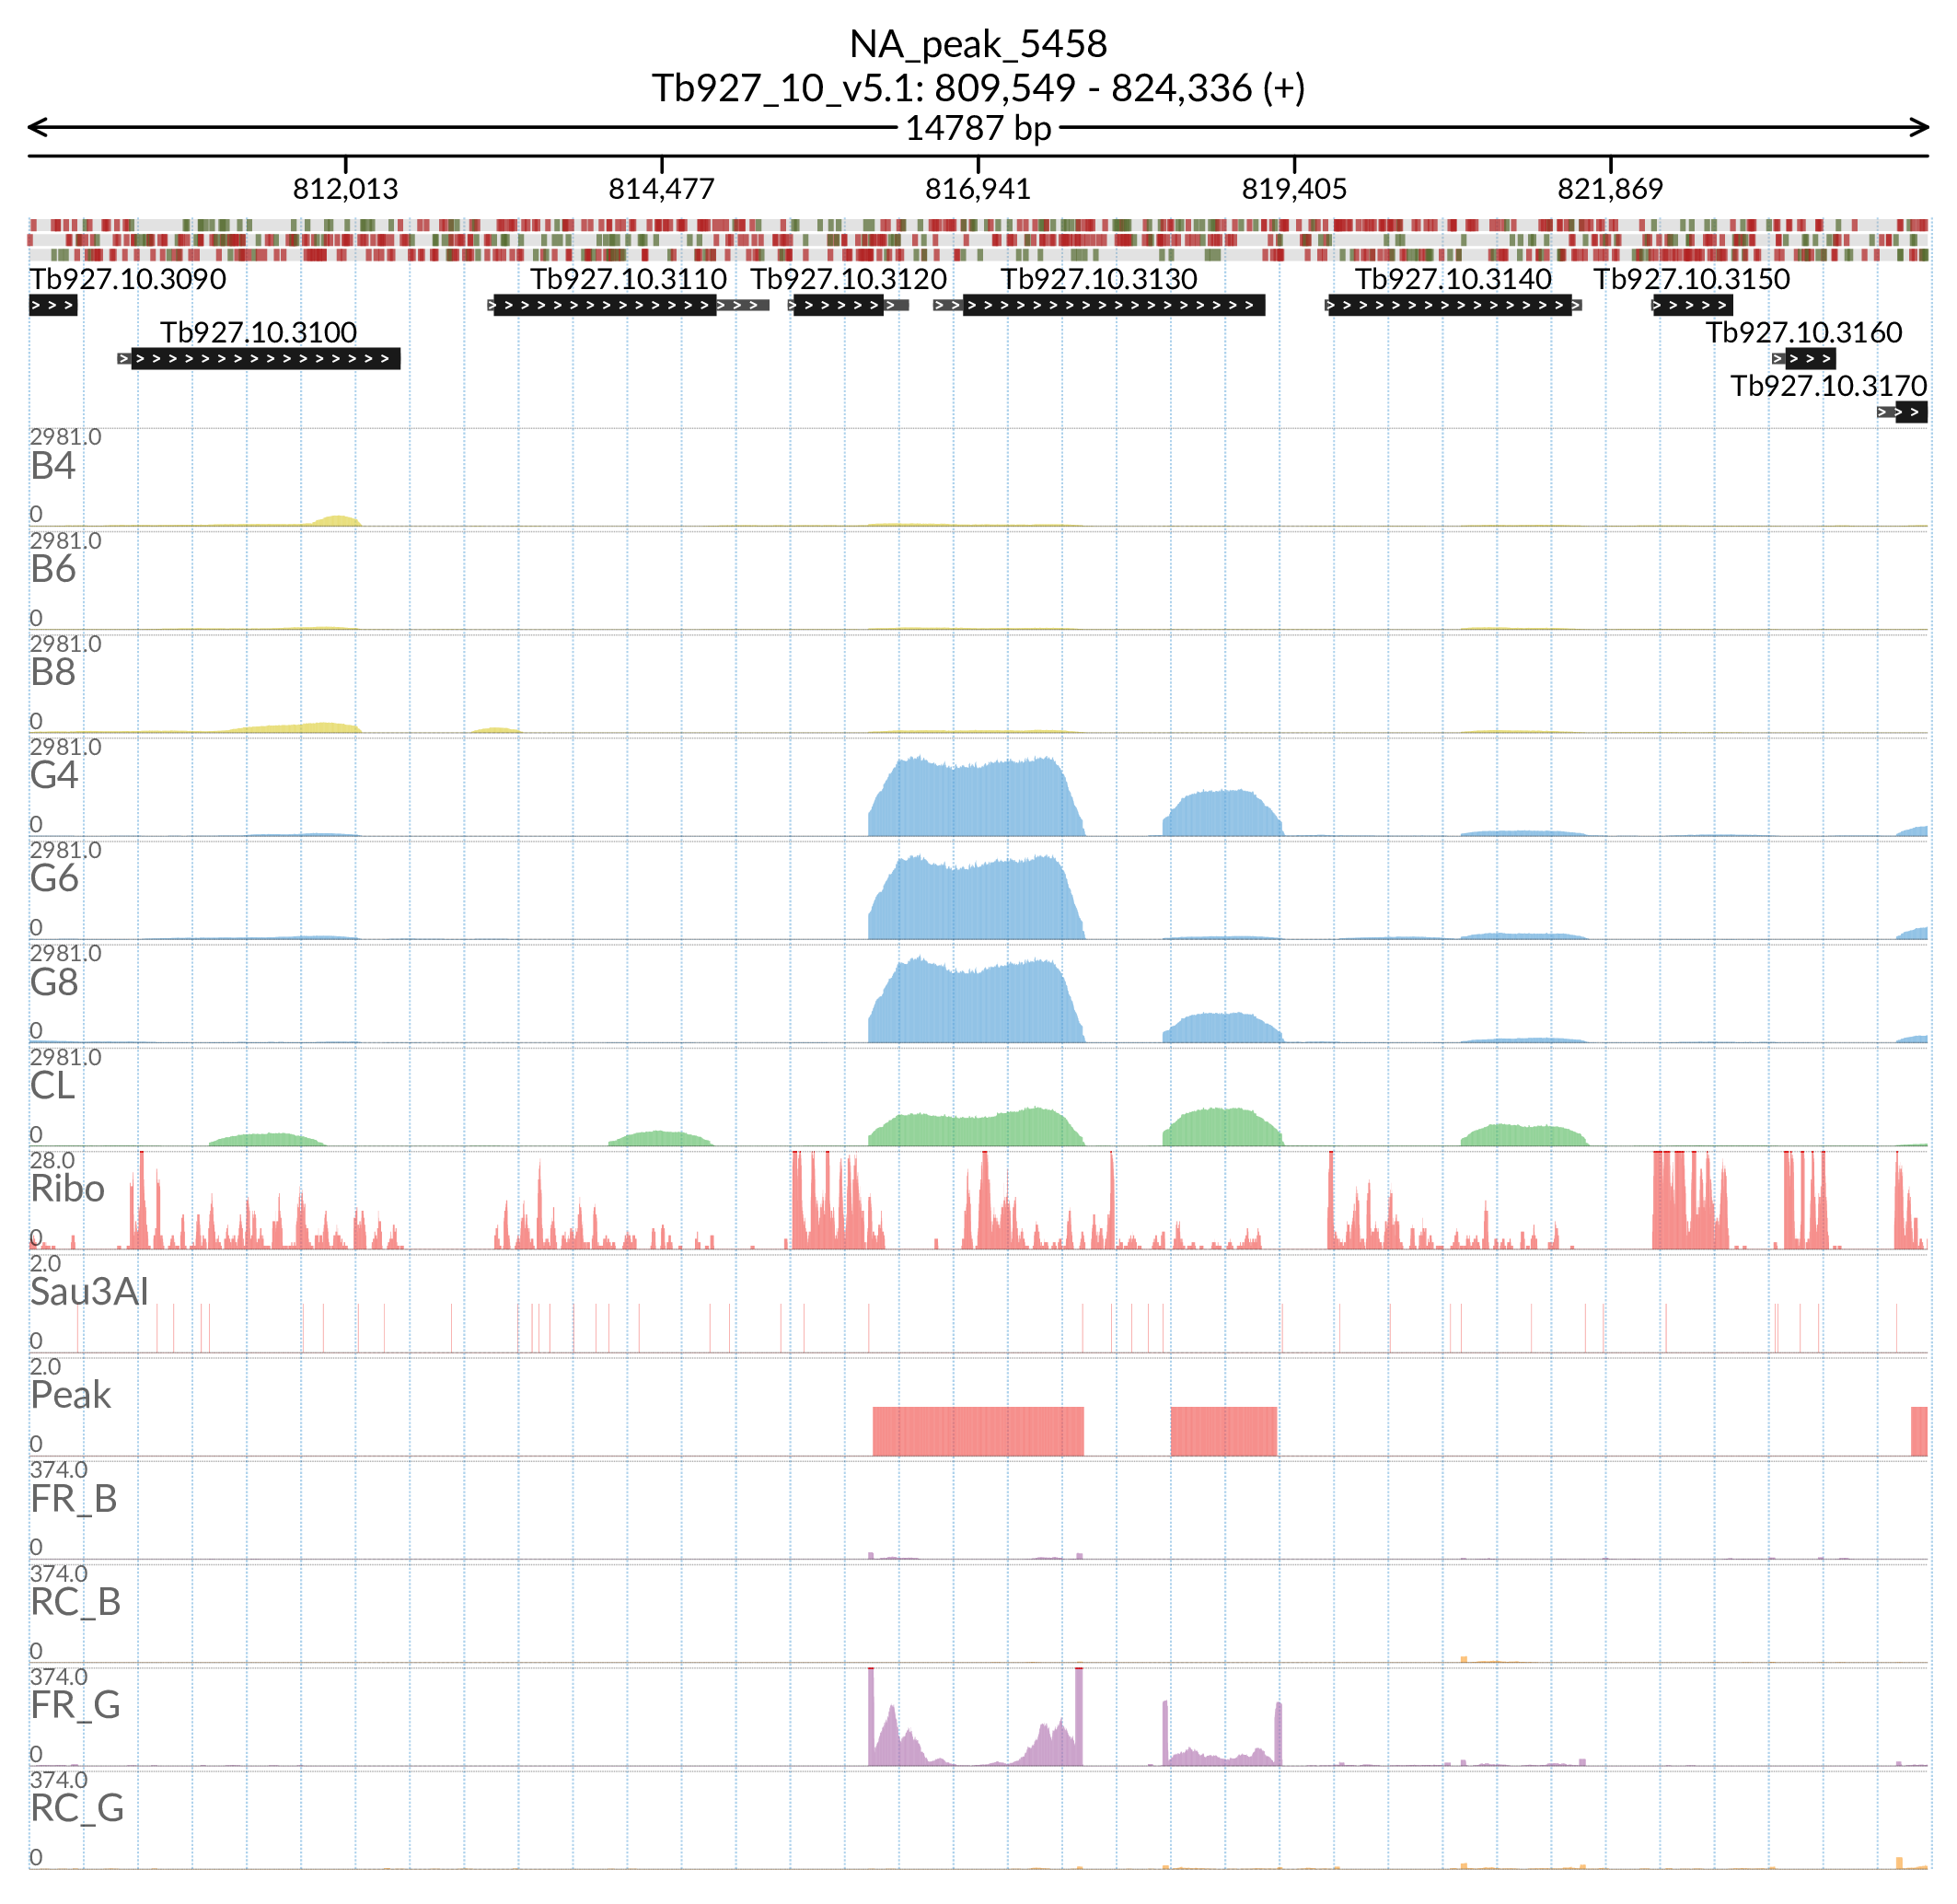 NA_peak_5458
Tb927_10_v5.1: 809,549 - 824,336 (+)
14787 bp
812,013 814,477 816,941 819,405 821,869
Tb927.10.3090 Tb927.10.3110 Tb927.10.3120 Tb927.10.3130 Tb927.10.3140 Tb927.10.3150
Tb927.10.3100 Tb927.10.3160
Tb927.10.3170
2981.0
B4
0
2981.0
B6
0
2981.0
B8
0
2981.0
G4
0
2981.0
G6
0
2981.0
G8
0
2981.0
CL
0
28.0
Ribo
0
2.0
Sau3AI
0
2.0
Peak
0
374.0
FR_B
0
374.0
RC_B
0
374.0
FR_G
0
374.0
RC_G
0